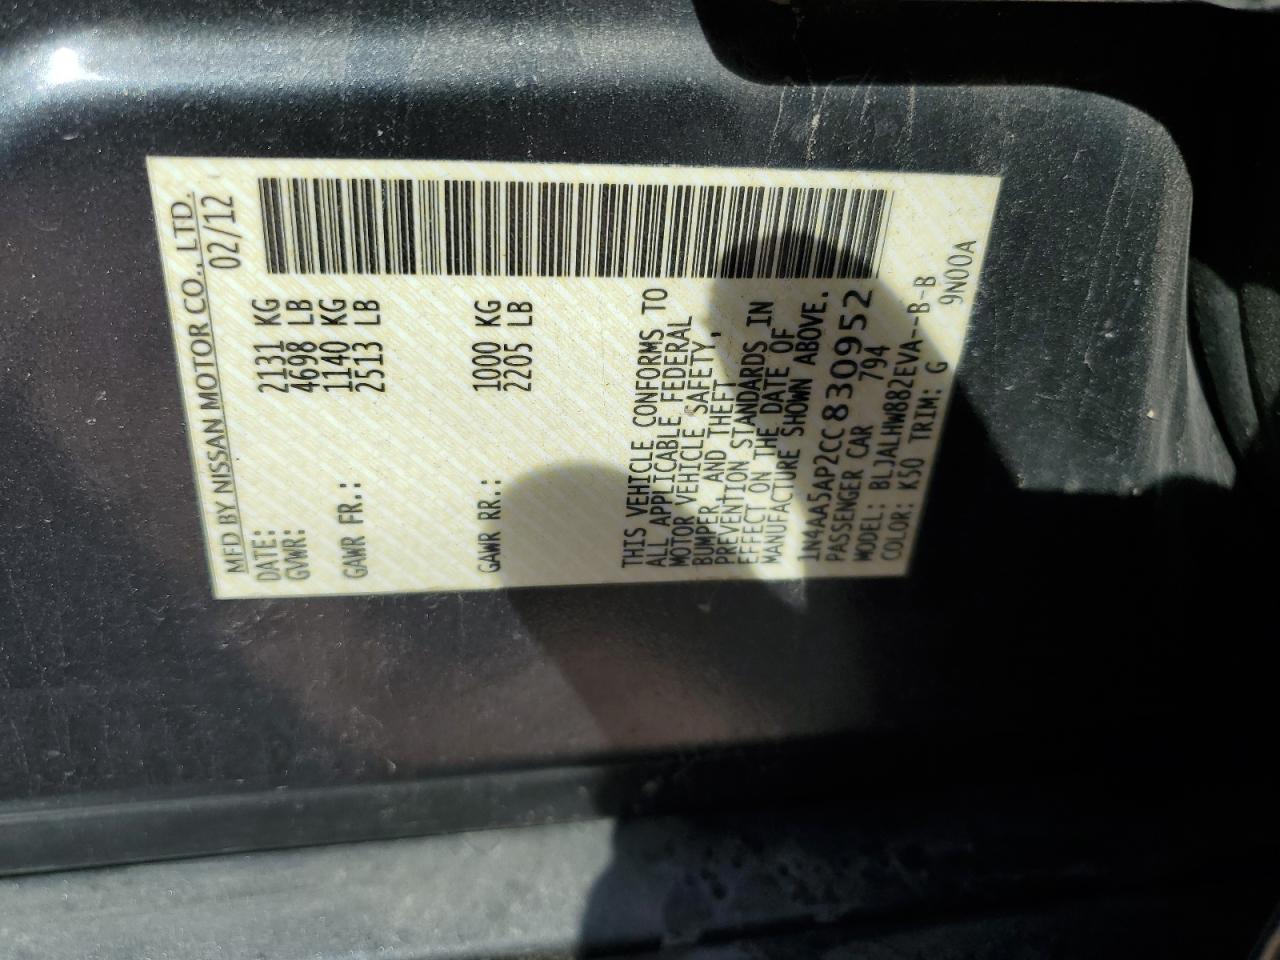 MFD BY NISSAN MOTOR CO., LTD.
DATE: 02/12
GVWR: 2131 KG
4698 LB
GAWR FR.: 1140 KG
2513 LB
GAWR RR.: 1000 KG
2205 LB
THIS VEHICLE CONFORMS TO
ALL APPLICABLE FEDERAL
MOTOR VEHICLE SAFETY,
BUMPER, AND THEFT
PREVENTION STANDARDS IN
EFFECT ON THE DATE OF
MANUFACTURE SHOWN ABOVE.
1N4AA5AP2CC830952
PASSENGER CAR 794
MODEL: BLJALHW882EVA--B-B
COLOR: K50 TRIM: G
9N00A